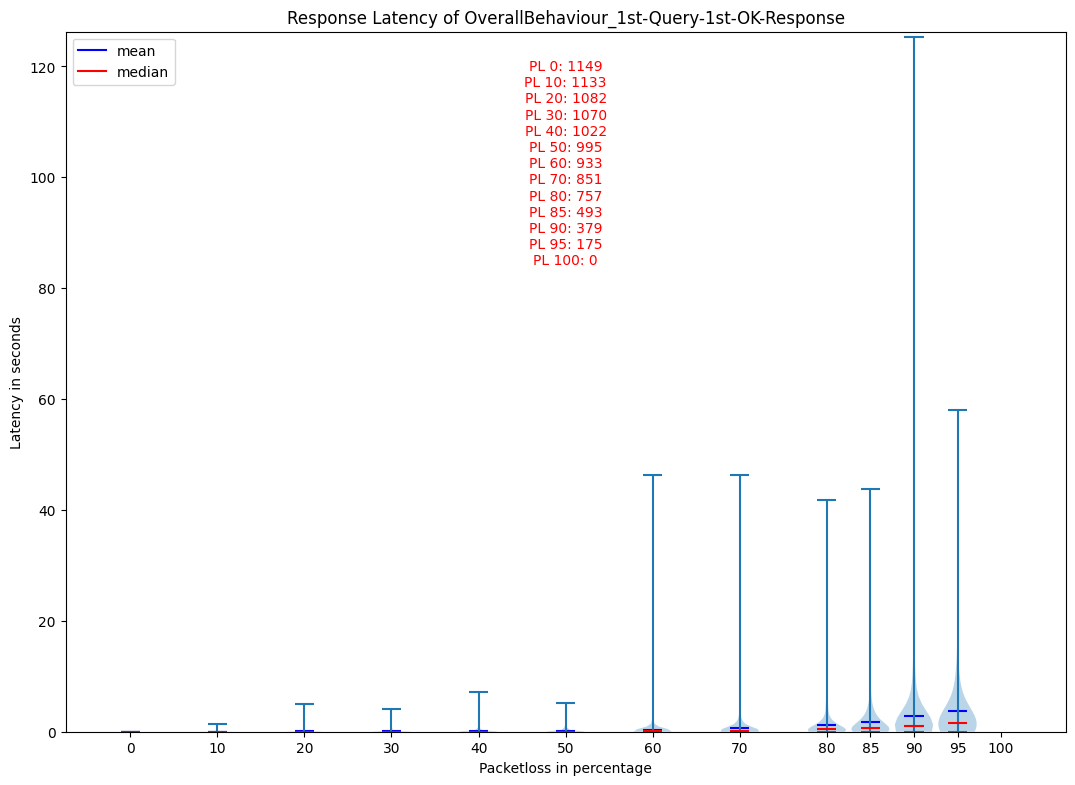 Response Latency of OverallBehaviour_1st-Query-1st-OK-Response
mean
median
PL 0: 1149
PL 10: 1133
PL 20: 1082
PL 30: 1070
PL 40: 1022
PL 50: 995
PL 60: 933
PL 70: 851
PL 80: 757
PL 85: 493
PL 90: 379
PL 95: 175
PL 100: 0
120
100
80
60
40
20
0
Latency in seconds
0 10 20 30 40 50 60 70 80 85 90 95 100
Packetloss in percentage